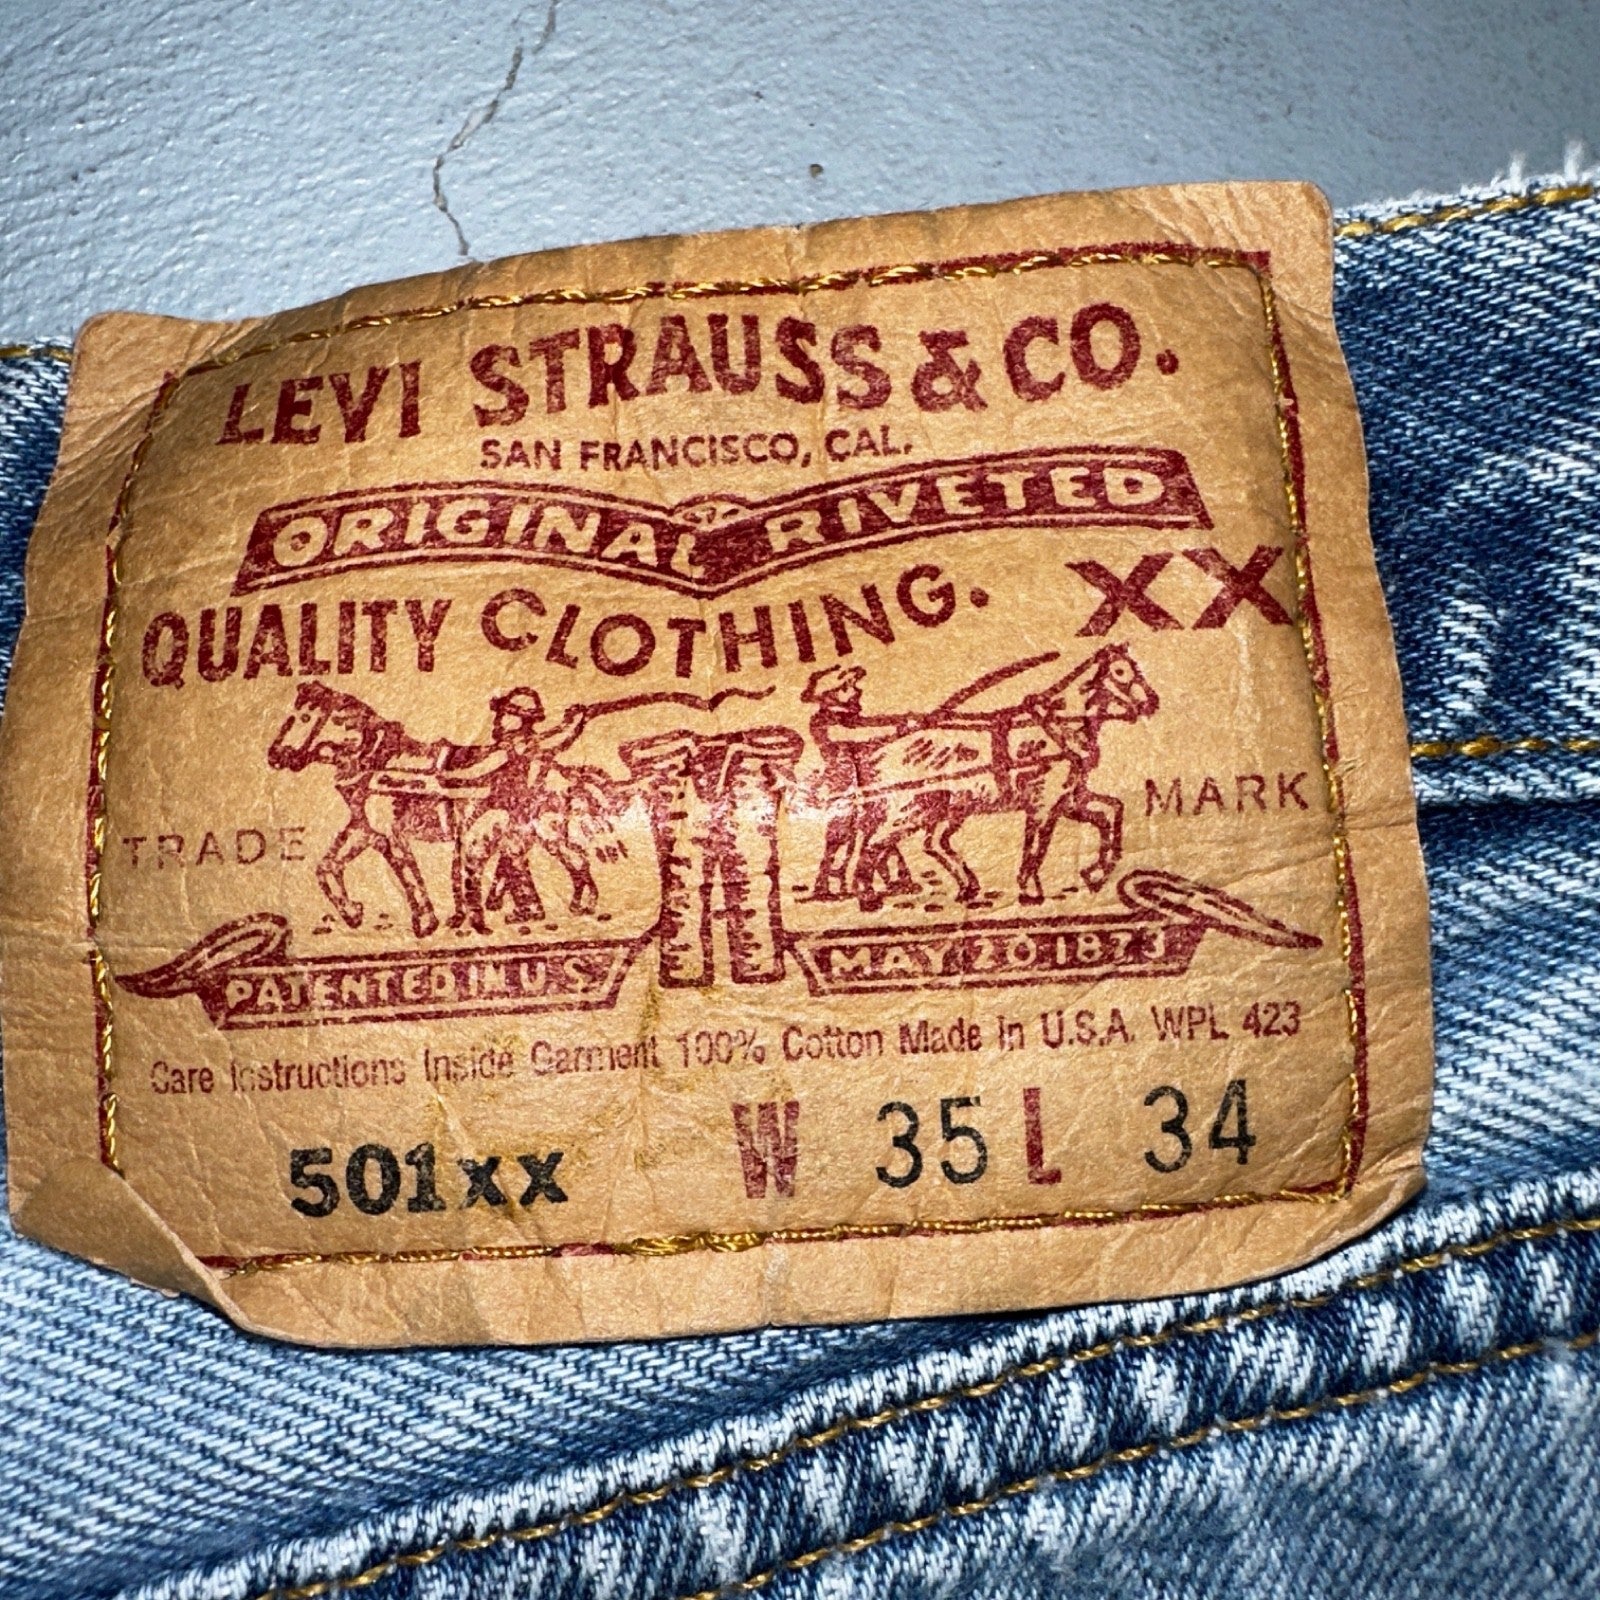 LEVI STRAUSS & CO.
SAN FRANCISCO, CAL.
ORIGINAL RIVETED
QUALITY CLOTHING. XX
TRADE MARK
PATENTED IN U.S. MAY 20 1873
Care Instructions Inside Garment 100% Cotton Made in U.S.A. WPL 423
501xx W 35 L 34